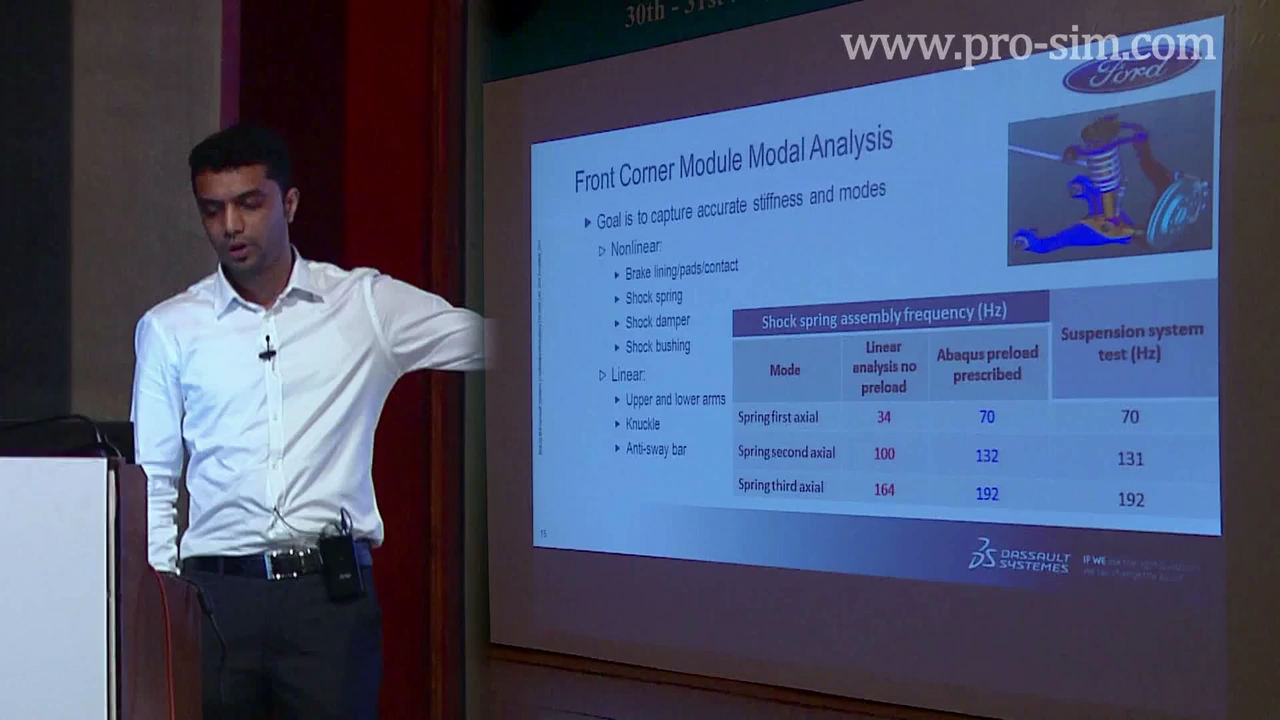 30th - 31st
www.pro-sim.com
Ford
Front Corner Module Modal Analysis
Goal is to capture accurate stiffness and modes
Nonlinear:
Brake lining/pads/contact
Shock spring
Shock damper
Shock bushing
Linear:
Upper and lower arms
Knuckle
Anti-sway bar
Shock spring assembly frequency (Hz)
Suspension system
test (Hz)
Mode
Linear
analysis no
preload
Abaqus preload
prescribed
Spring first axial 34 70 70
Spring second axial 100 132 131
Spring third axial 164 192 192
15
DASSAULT
SYSTEMES
IF WE